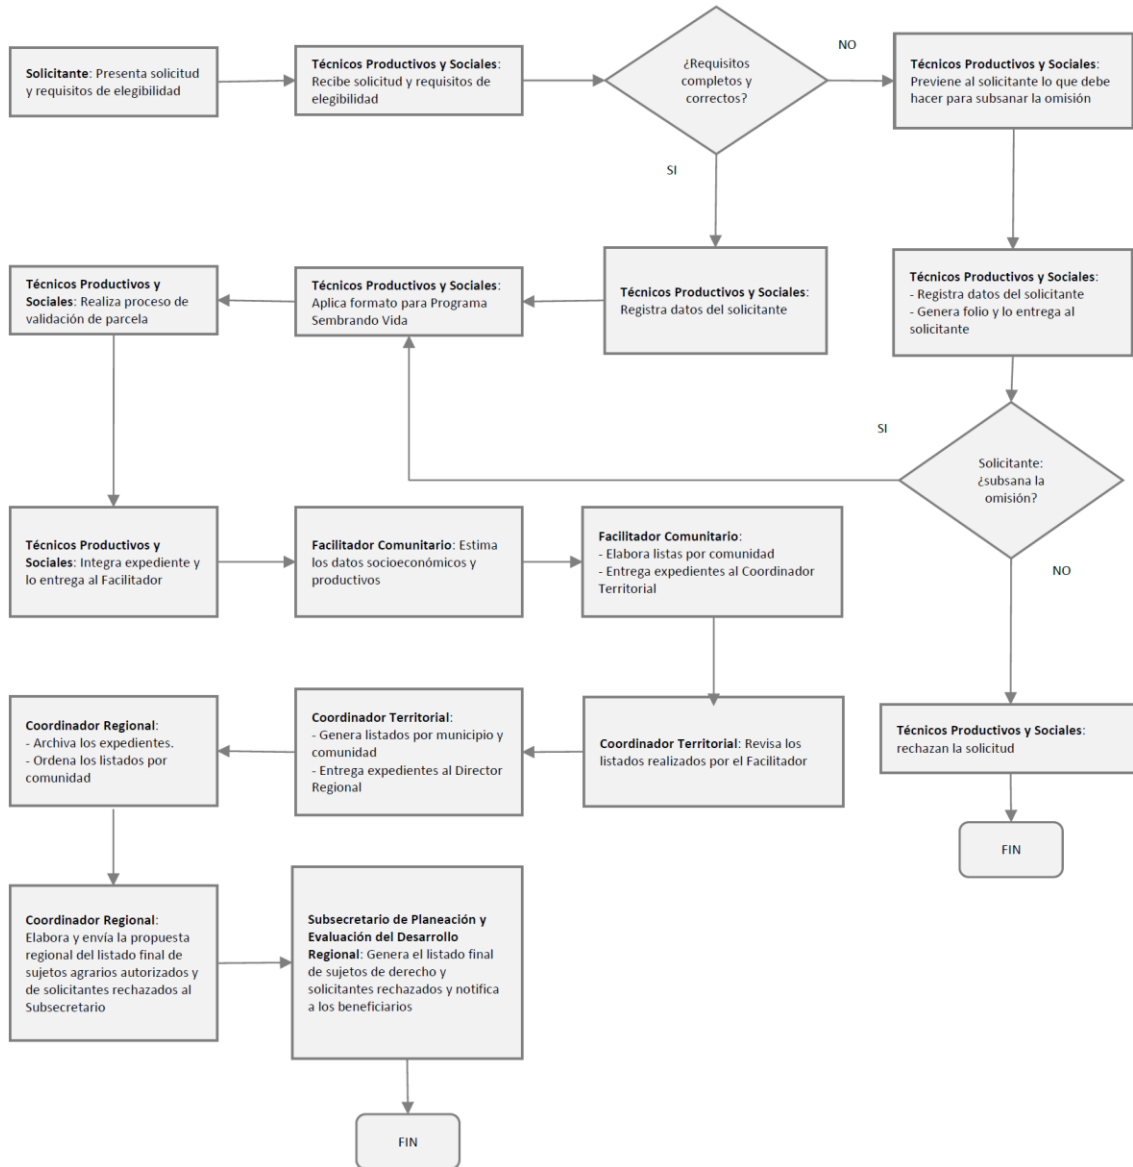 Solicitante: Presenta solicitud
y requisitos de elegibilidad
Técnicos Productivos y Sociales:
Recibe solicitud y requisitos de
elegibilidad
¿Requisitos
completos y
correctos?
NO
Técnicos Productivos y Sociales:
Previene al solicitante lo que debe
hacer para subsanar la omisión
SI
Técnicos Productivos y
Sociales: Realiza proceso de
validación de parcela
Técnicos Productivos y Sociales:
Aplica formato para Programa
Sembrando Vida
Técnicos Productivos y Sociales:
Registra datos del solicitante
Técnicos Productivos y Sociales:
- Registra datos del solicitante
- Genera folio y lo entrega al
solicitante
SI
Solicitante:
¿subsana la
omisión?
NO
Técnicos Productivos y
Sociales: Integra expediente y
lo entrega al Facilitador
Facilitador Comunitario: Estima
los datos socioeconómicos y
productivos
Facilitador Comunitario:
- Elabora listas por comunidad
- Entrega expedientes al Coordinador
Territorial
Coordinador Regional:
- Archiva los expedientes.
- Ordena los listados por
comunidad
Coordinador Territorial:
- Genera listados por municipio y
comunidad
- Entrega expedientes al Director
Regional
Coordinador Territorial: Revisa los
listados realizados por el Facilitador
Técnicos Productivos y Sociales:
rechazan la solicitud
FIN
Coordinador Regional:
Elabora y envía la propuesta
regional del listado final de
sujetos agrarios autorizados y
de solicitantes rechazados al
Subsecretario
Subsecretario de Planeación y
Evaluación del Desarrollo
Regional: Genera el listado final
de sujetos de derecho y
solicitantes rechazados y notifica
a los beneficiarios
FIN